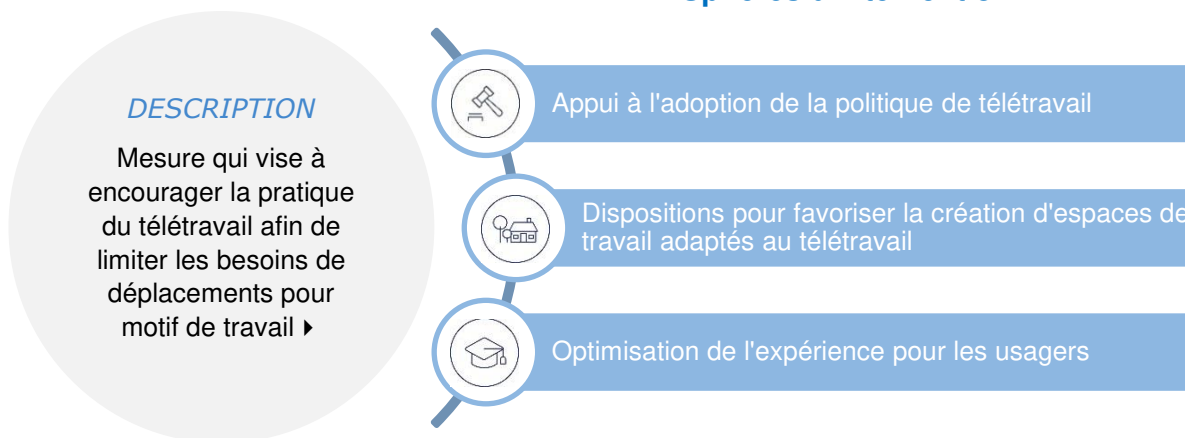 DESCRIPTION
Mesure qui vise à
encourager la pratique
du télétravail afin de
limiter les besoins de
déplacements pour
motif de travail
Appui à l'adoption de la politique de télétravail
Dispositions pour favoriser la création d'espaces de
travail adaptés au télétravail
Optimisation de l'expérience pour les usagers